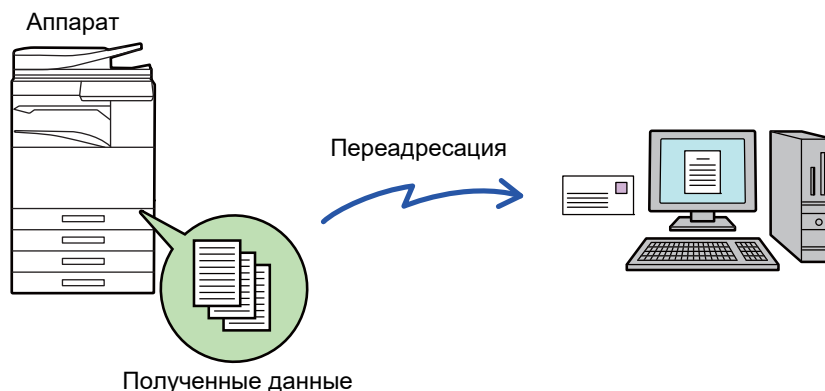 Аппарат
Переадресация
Полученные данные